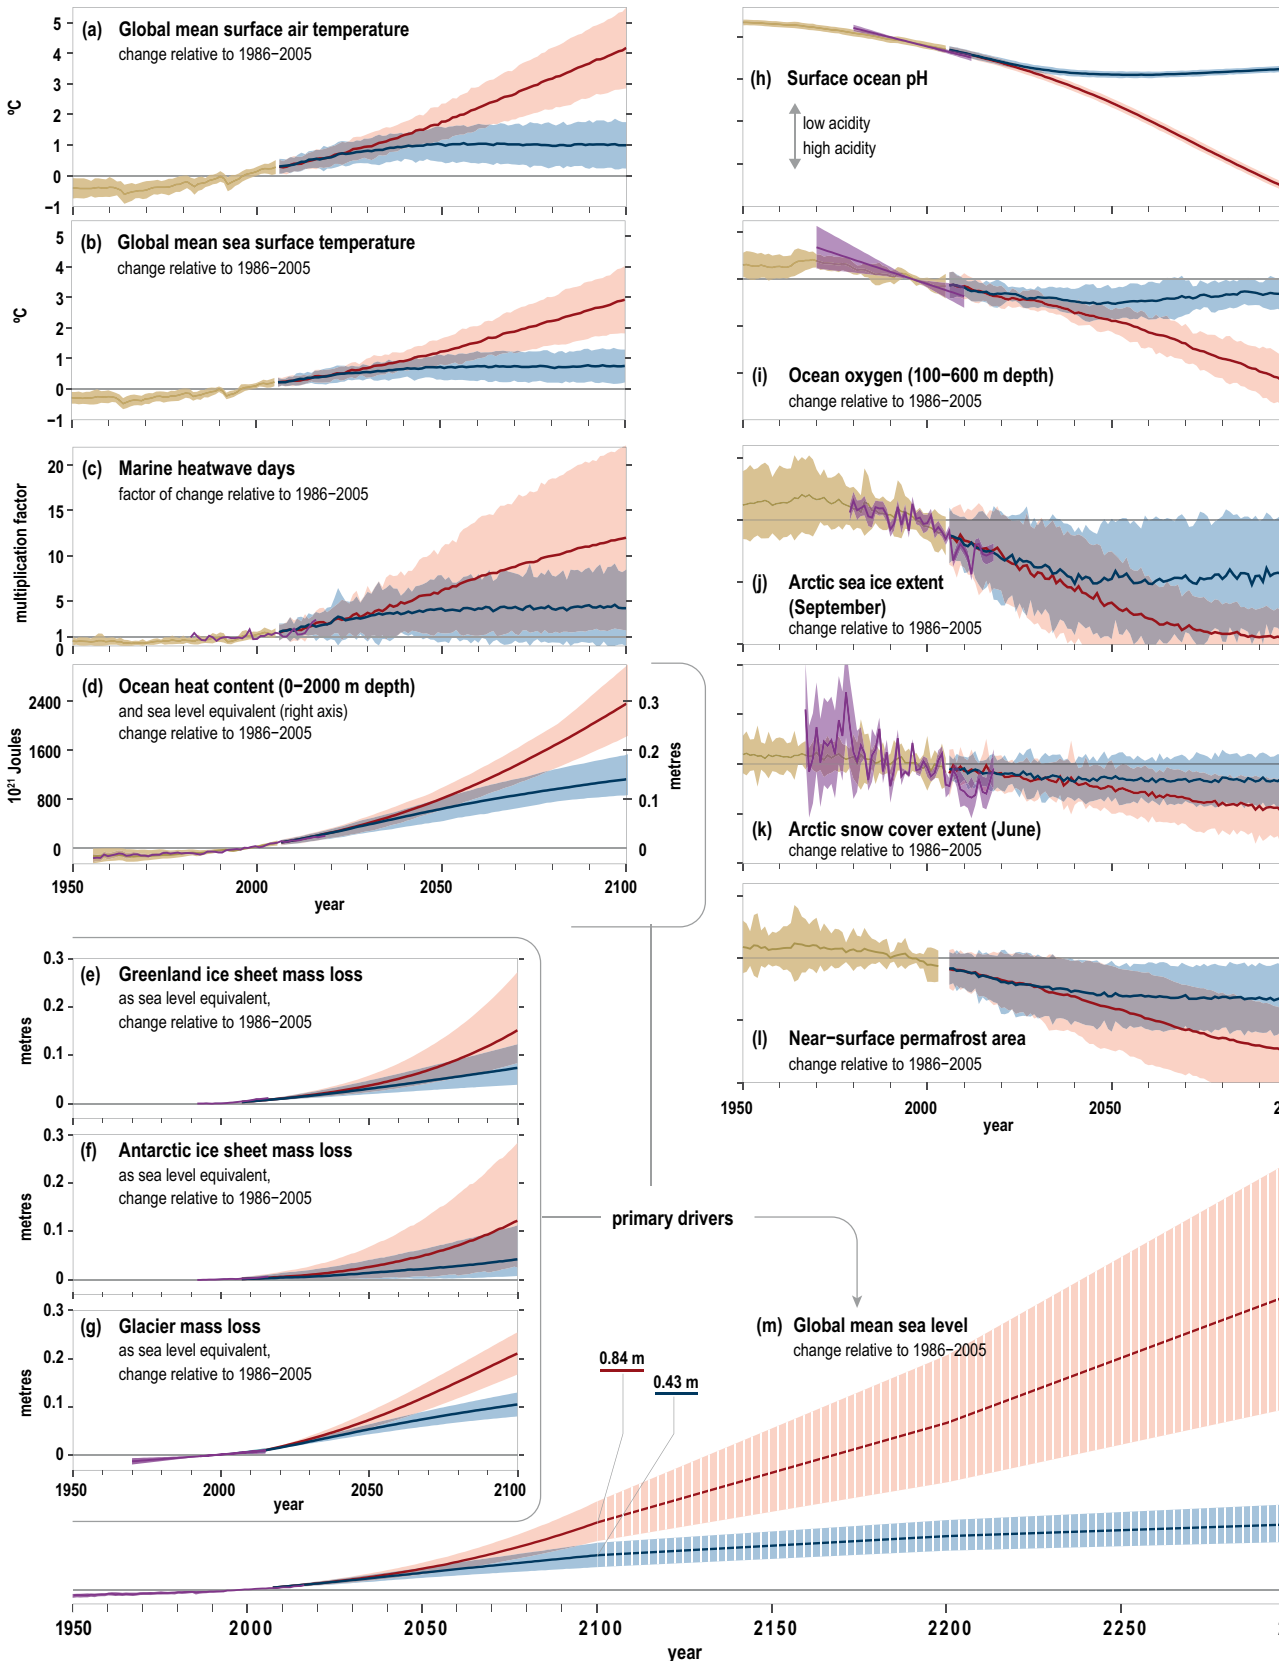 (a) Global mean surface air temperature
change relative to 1986–2005
°C
5
4
3
2
1
0
–1
(b) Global mean sea surface temperature
change relative to 1986–2005
°C
5
4
3
2
1
0
–1
(c) Marine heatwave days
factor of change relative to 1986–2005
multiplication factor
20
15
10
5
1
0
(d) Ocean heat content (0–2000 m depth)
and sea level equivalent (right axis)
change relative to 1986–2005
10²¹ Joules
2400
1600
800
0
0.3
0.2
0.1
0
metres
1950 2000 2050 2100
year
(e) Greenland ice sheet mass loss
as sea level equivalent,
change relative to 1986–2005
metres
0.3
0.2
0.1
0
(f) Antarctic ice sheet mass loss
as sea level equivalent,
change relative to 1986–2005
metres
0.3
0.2
0.1
0
(g) Glacier mass loss
as sea level equivalent,
change relative to 1986–2005
metres
0.3
0.2
0.1
0
1950 2000 2050 2100
year
(h) Surface ocean pH
low acidity
high acidity
(i) Ocean oxygen (100–600 m depth)
change relative to 1986–2005
(j) Arctic sea ice extent
(September)
change relative to 1986–2005
(k) Arctic snow cover extent (June)
change relative to 1986–2005
(l) Near–surface permafrost area
change relative to 1986–2005
1950 2000 2050 2
year
primary drivers
(m) Global mean sea level
change relative to 1986–2005
0.84 m
0.43 m
1950 2000 2050 2100 2150 2200 2250
year